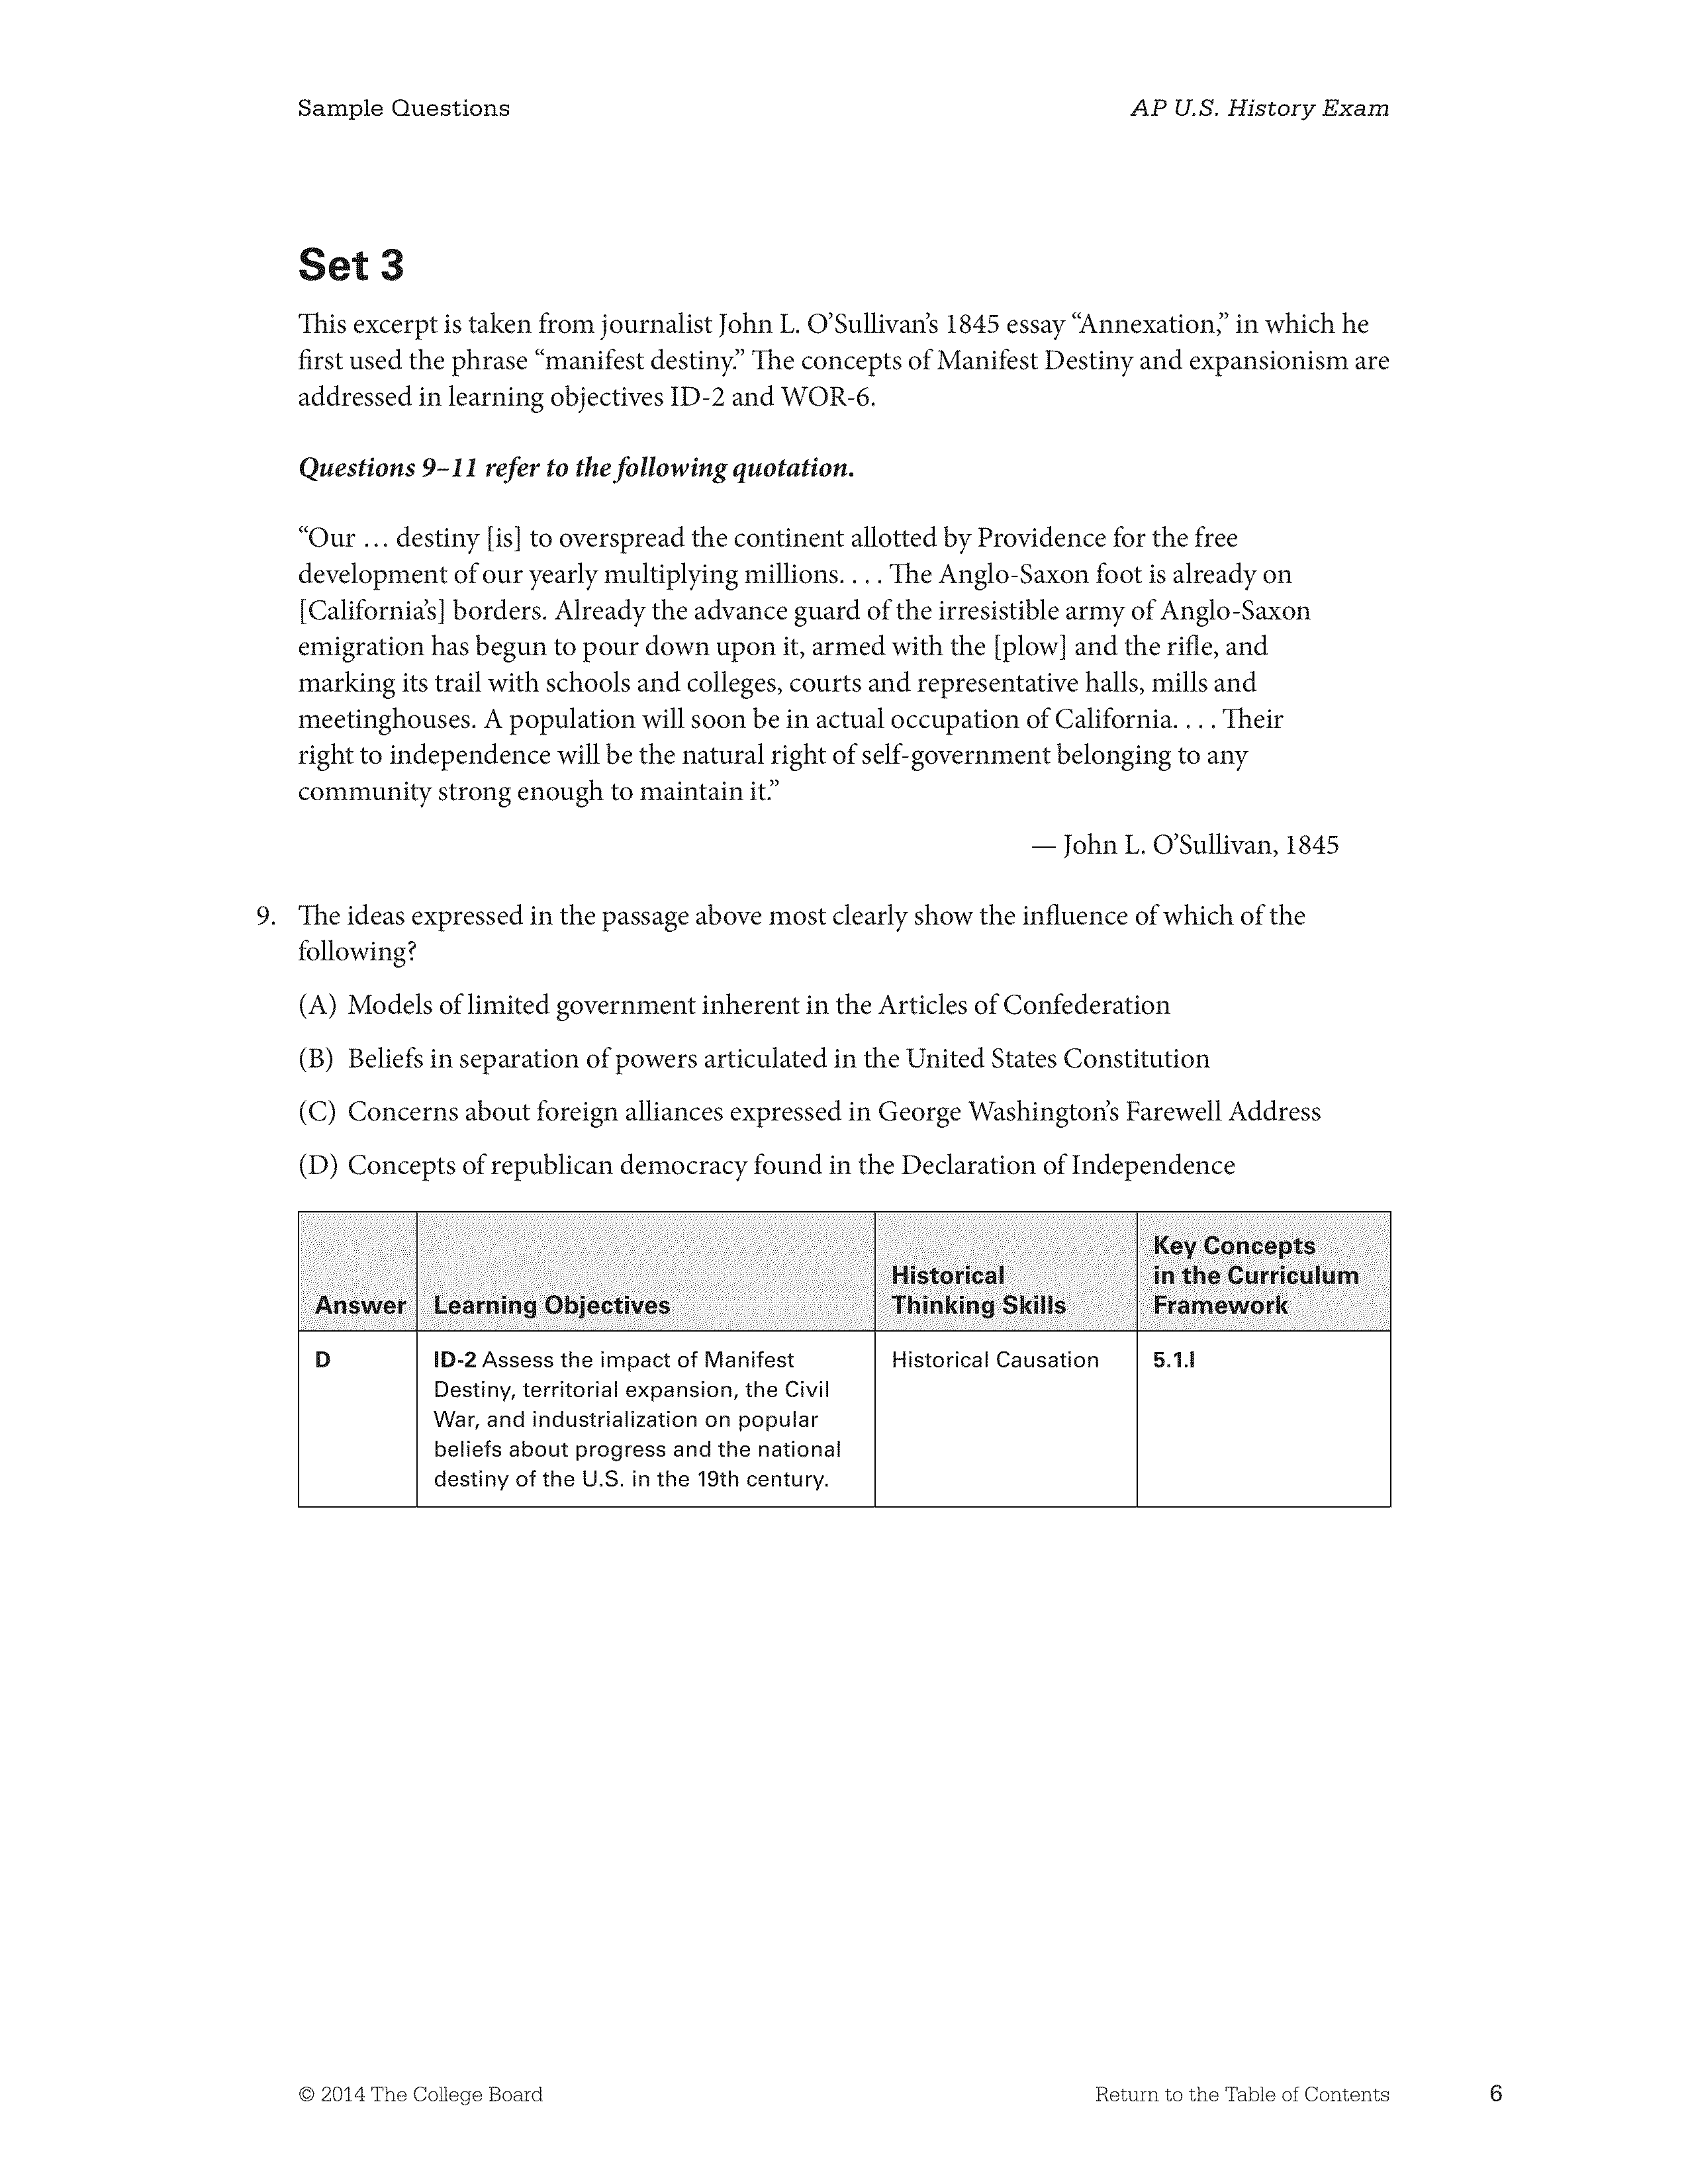 Sample Questions
AP U.S. History Exam
Set 3
This excerpt is taken from journalist John L. O’Sullivan’s 1845 essay “Annexation,” in which he
first used the phrase “manifest destiny.” The concepts of Manifest Destiny and expansionism are
addressed in learning objectives ID-2 and WOR-6.
Questions 9–11 refer to the following quotation.
“Our … destiny [is] to overspread the continent allotted by Providence for the free
development of our yearly multiplying millions. . . . The Anglo-Saxon foot is already on
[California’s] borders. Already the advance guard of the irresistible army of Anglo-Saxon
emigration has begun to pour down upon it, armed with the [plow] and the rifle, and
marking its trail with schools and colleges, courts and representative halls, mills and
meetinghouses. A population will soon be in actual occupation of California. . . . Their
right to independence will be the natural right of self-government belonging to any
community strong enough to maintain it.”
— John L. O’Sullivan, 1845
9. The ideas expressed in the passage above most clearly show the influence of which of the
following?
(A) Models of limited government inherent in the Articles of Confederation
(B) Beliefs in separation of powers articulated in the United States Constitution
(C) Concerns about foreign alliances expressed in George Washington’s Farewell Address
(D) Concepts of republican democracy found in the Declaration of Independence
Answer
Learning Objectives
Historical
Thinking Skills
Key Concepts
in the Curriculum
Framework
D
ID-2 Assess the impact of Manifest
Destiny, territorial expansion, the Civil
War, and industrialization on popular
beliefs about progress and the national
destiny of the U.S. in the 19th century.
Historical Causation
5.1.I
© 2014 The College Board
Return to the Table of Contents
6